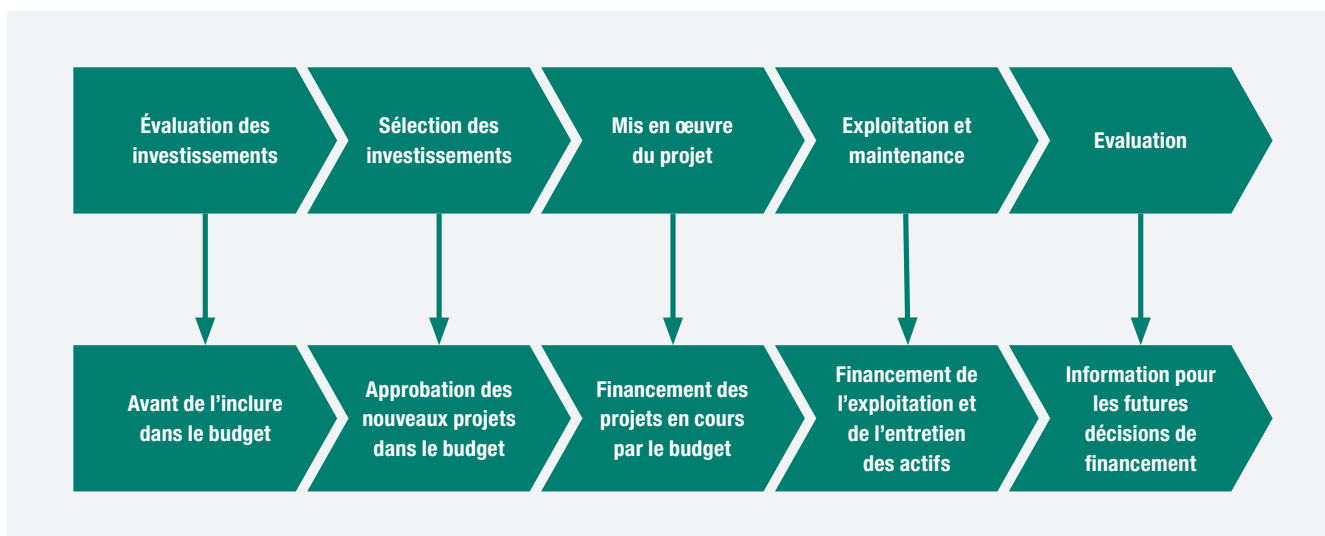 Évaluation des
investissements
Sélection des
investissements
Mis en œuvre
du projet
Exploitation et
maintenance
Evaluation
Avant de l’inclure
dans le budget
Approbation des
nouveaux projets
dans le budget
Financement des
projets en cours
par le budget
Financement de
l’exploitation et
de l’entretien
des actifs
Information pour
les futures
décisions de
financement